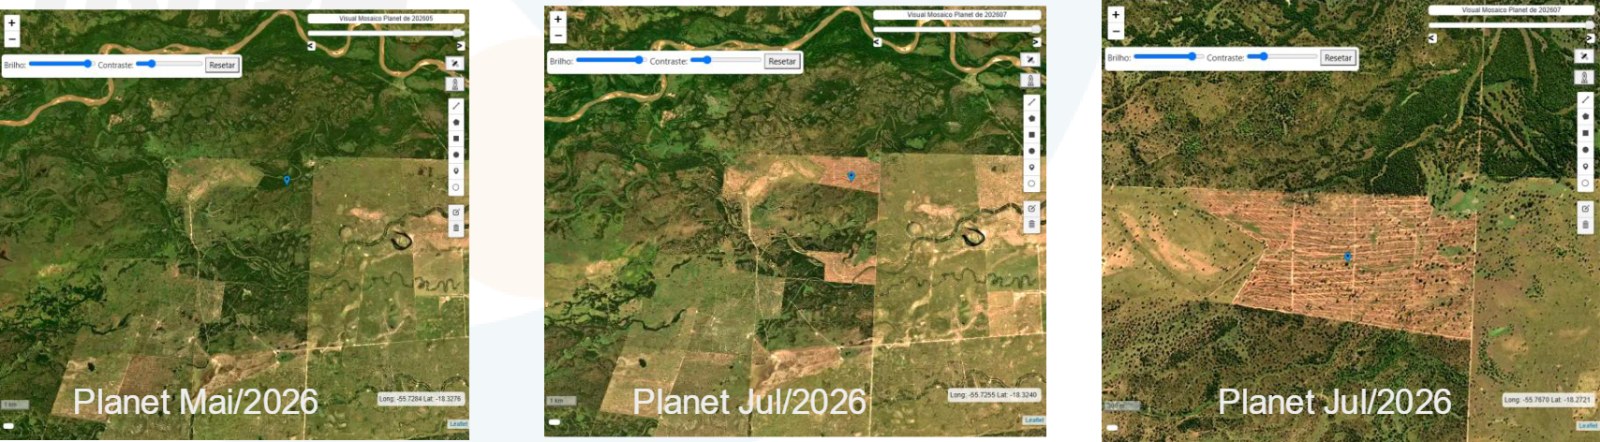 Visual Mosaico Planet de 202605
+
−
<
>
Brilho:
Contraste:
Resetar
Planet Mai/2026
Long: -55.7284 Lat: -18.3276
Leaflet
Visual Mosaico Planet de 202607
+
−
<
>
Brilho:
Contraste:
Resetar
1 km
Planet Jul/2026
Long: -55.7255 Lat: -18.3240
Leaflet
Visual Mosaico Planet de 202607
+
−
<
>
Brilho:
Contraste:
Resetar
Planet Jul/2026
Long: -55.7670 Lat: -18.2721
Leaflet